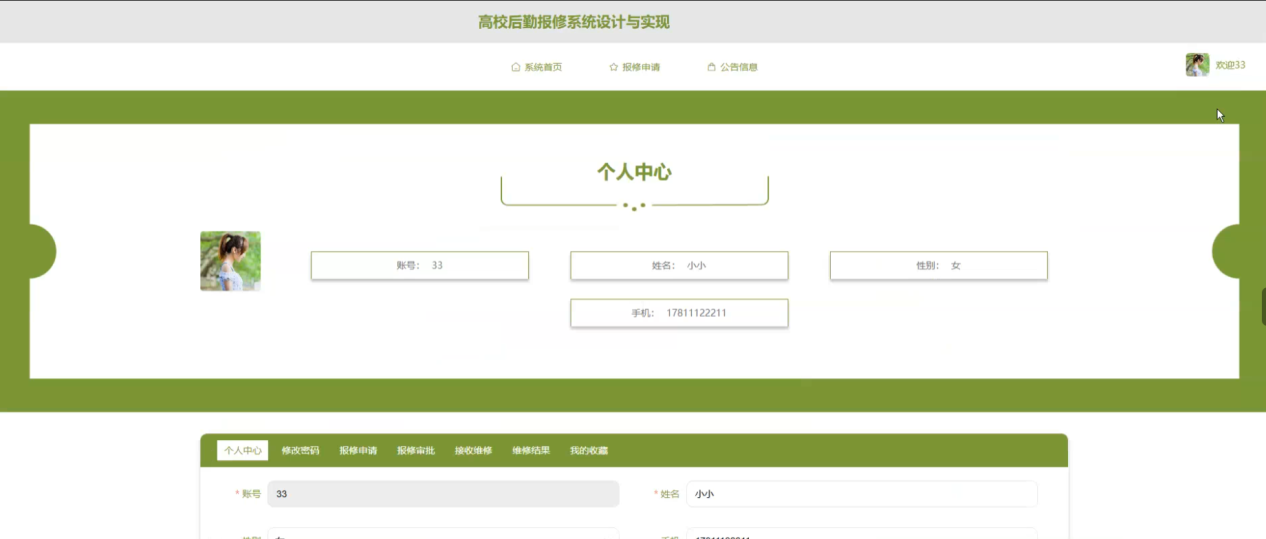 高校后勤报修系统设计与实现
系统首页 报修申请 公告信息 欢迎33
个人中心
账号： 33 姓名： 小小 性别： 女
手机： 17811122211
个人中心 修改密码 报修申请 报修审批 接收维修 维修结果 我的收藏
* 账号 33 * 姓名 小小